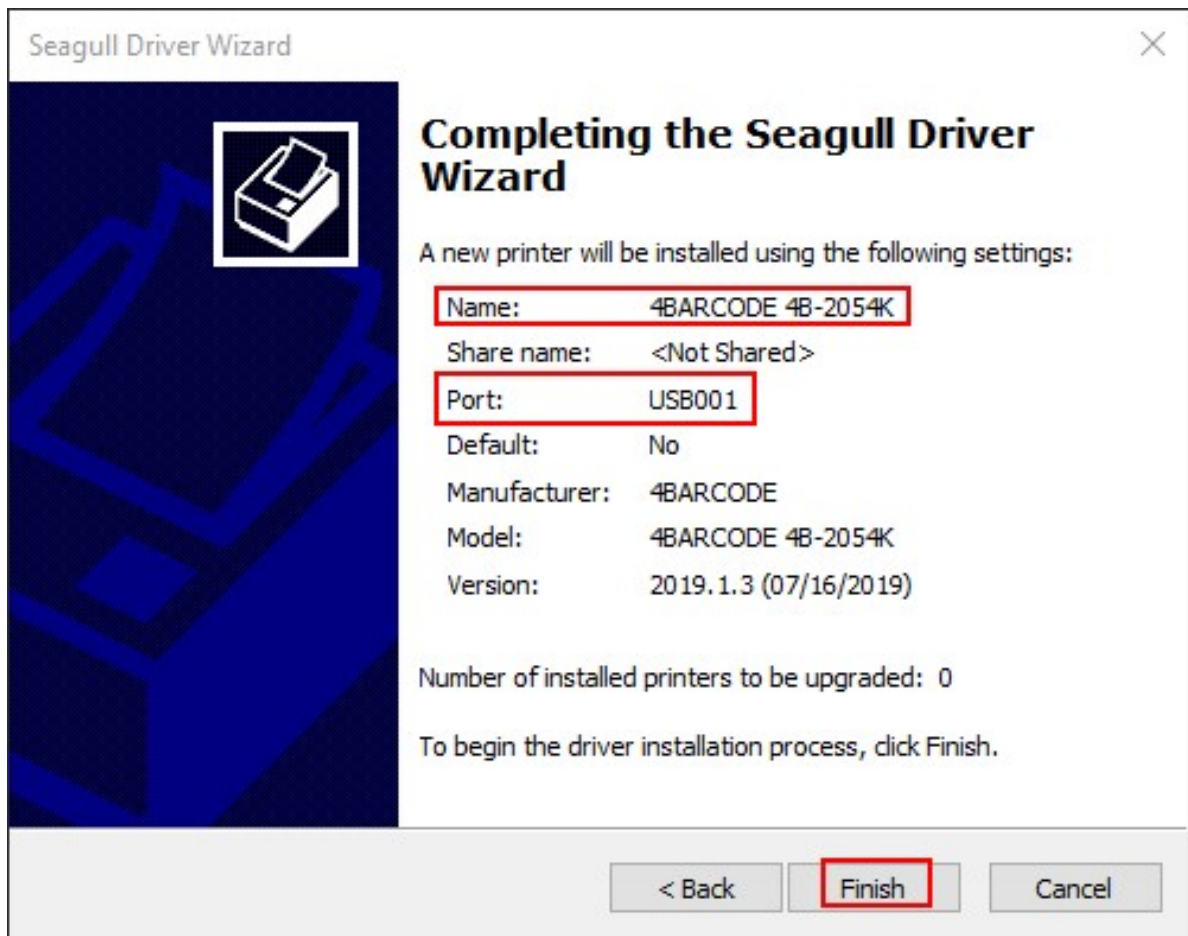 Seagull Driver Wizard
Completing the Seagull Driver
Wizard
A new printer will be installed using the following settings:
Name: 4BARCODE 4B-2054K
Share name: <Not Shared>
Port: USB001
Default: No
Manufacturer: 4BARCODE
Model: 4BARCODE 4B-2054K
Version: 2019.1.3 (07/16/2019)
Number of installed printers to be upgraded: 0
To begin the driver installation process, click Finish.
< Back Finish Cancel